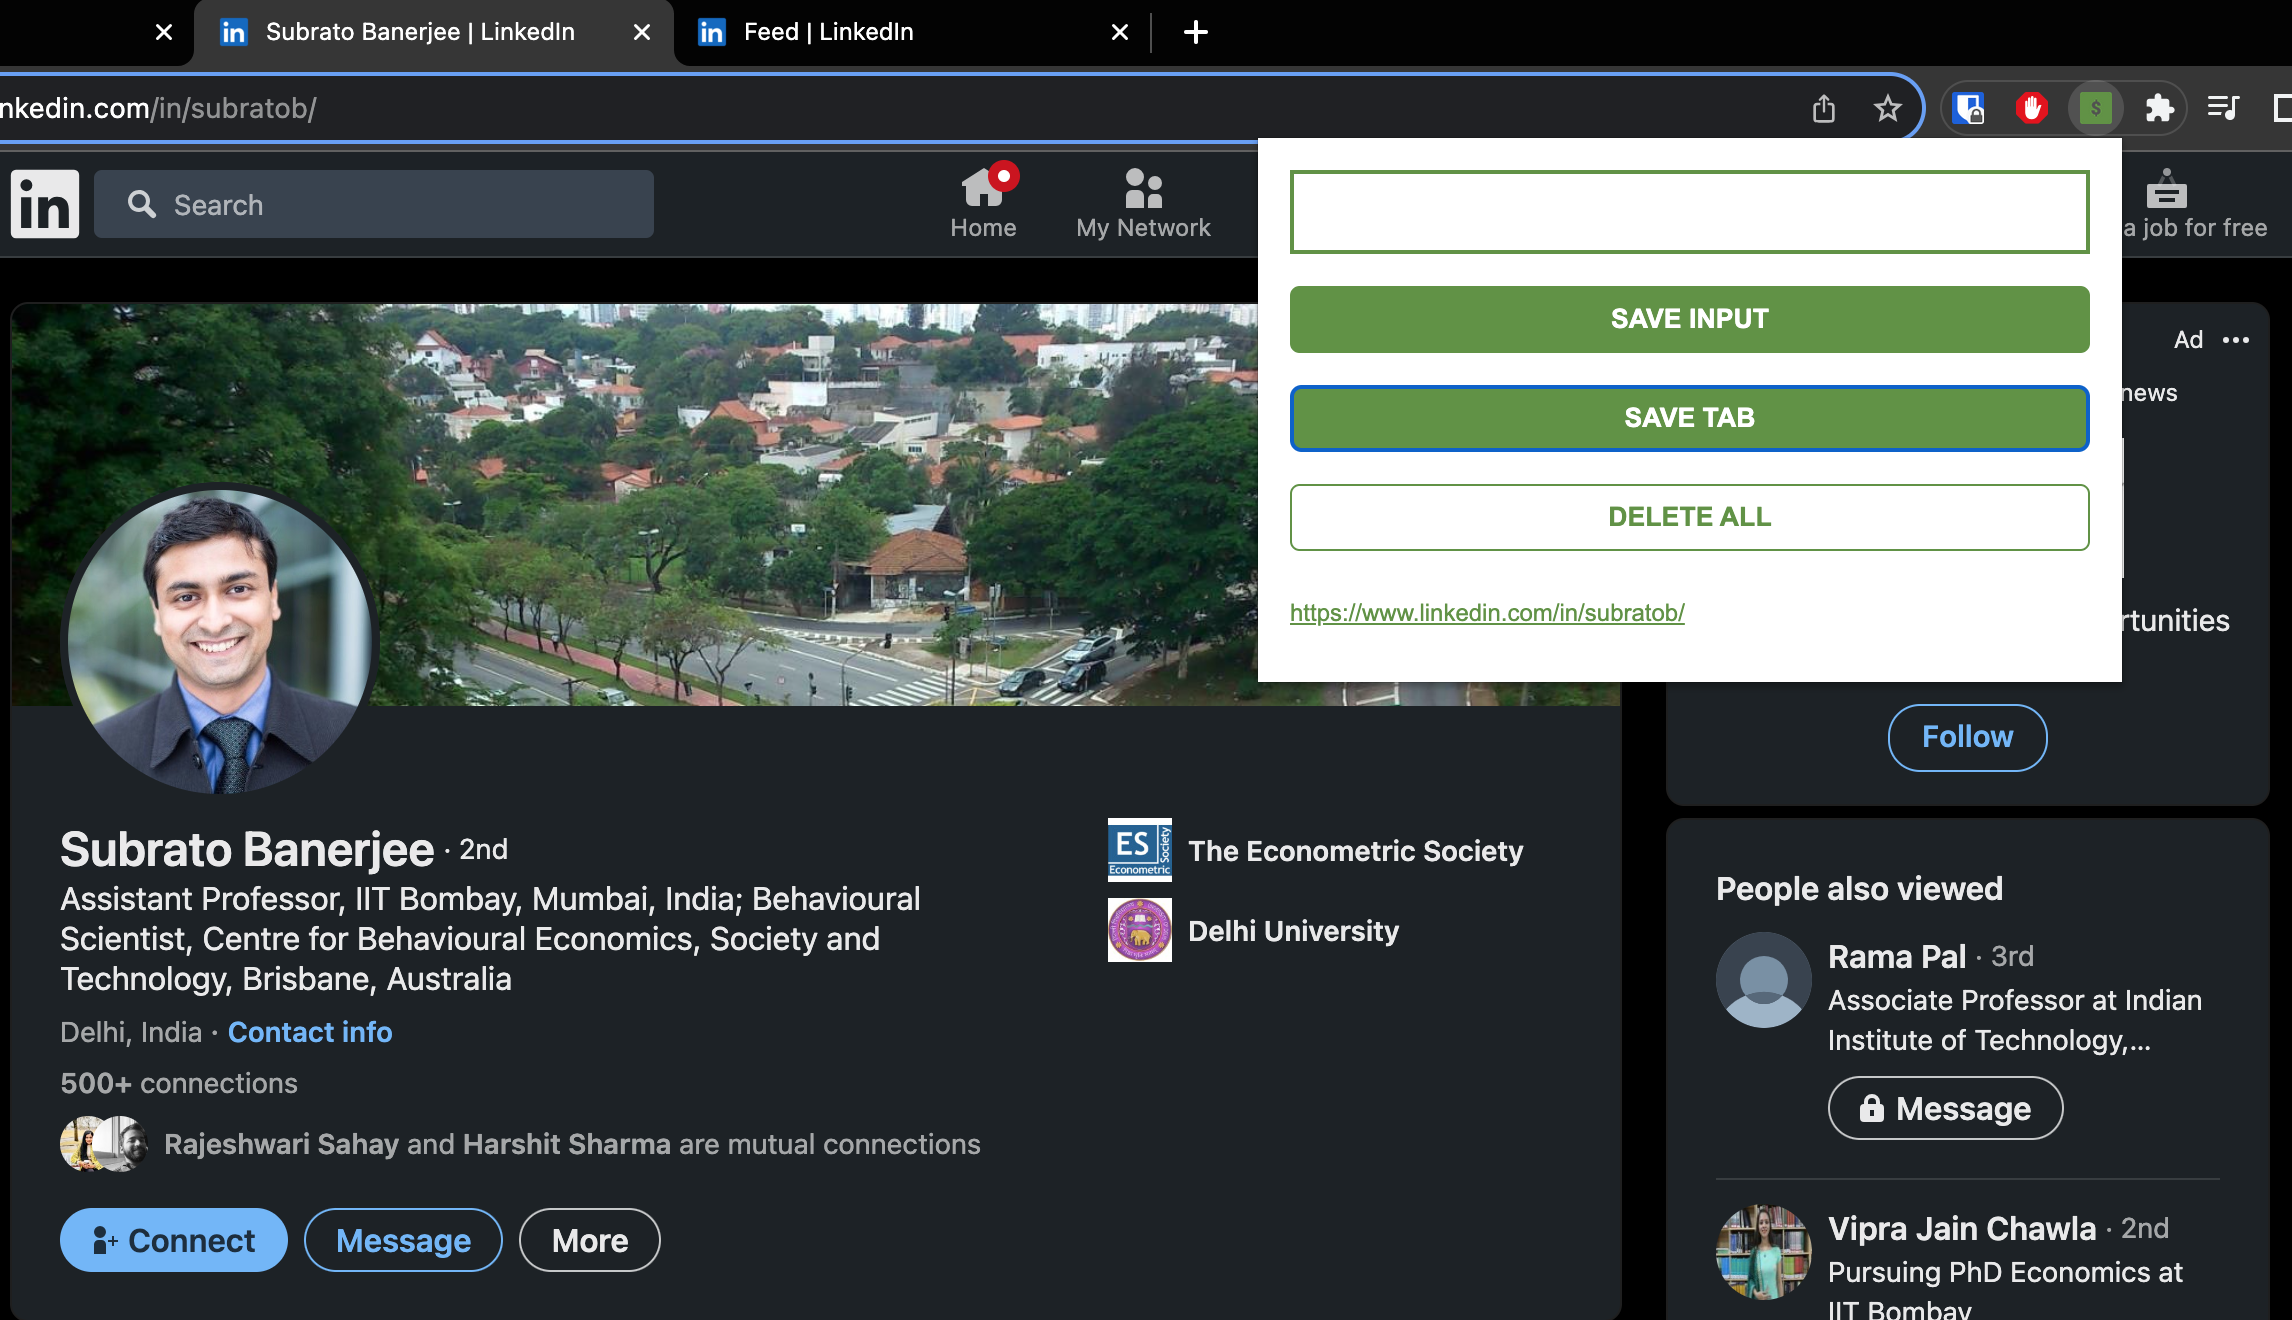 Subrato Banerjee | LinkedIn
Feed | LinkedIn
nkedin.com/in/subratob/
$
in
Search
Home
My Network
a job for free
SAVE INPUT
SAVE TAB
DELETE ALL
https://www.linkedin.com/in/subratob/
Ad
news
rtunities
Follow
Subrato Banerjee · 2nd
Assistant Professor, IIT Bombay, Mumbai, India; Behavioural
Scientist, Centre for Behavioural Economics, Society and
Technology, Brisbane, Australia
Delhi, India · Contact info
500+ connections
Rajeshwari Sahay and Harshit Sharma are mutual connections
Connect
Message
More
ES
Econometric
Society
The Econometric Society
Delhi University
People also viewed
Rama Pal · 3rd
Associate Professor at Indian
Institute of Technology,...
Message
Vipra Jain Chawla · 2nd
Pursuing PhD Economics at
IIT Bombay